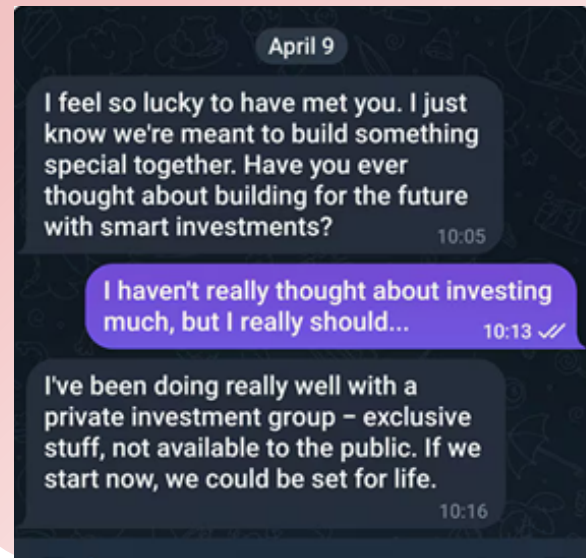 April 9
I feel so lucky to have met you. I just
know we're meant to build something
special together. Have you ever
thought about building for the future
with smart investments?
10:05
I haven't really thought about investing
much, but I really should...
10:13
I've been doing really well with a
private investment group – exclusive
stuff, not available to the public. If we
start now, we could be set for life.
10:16